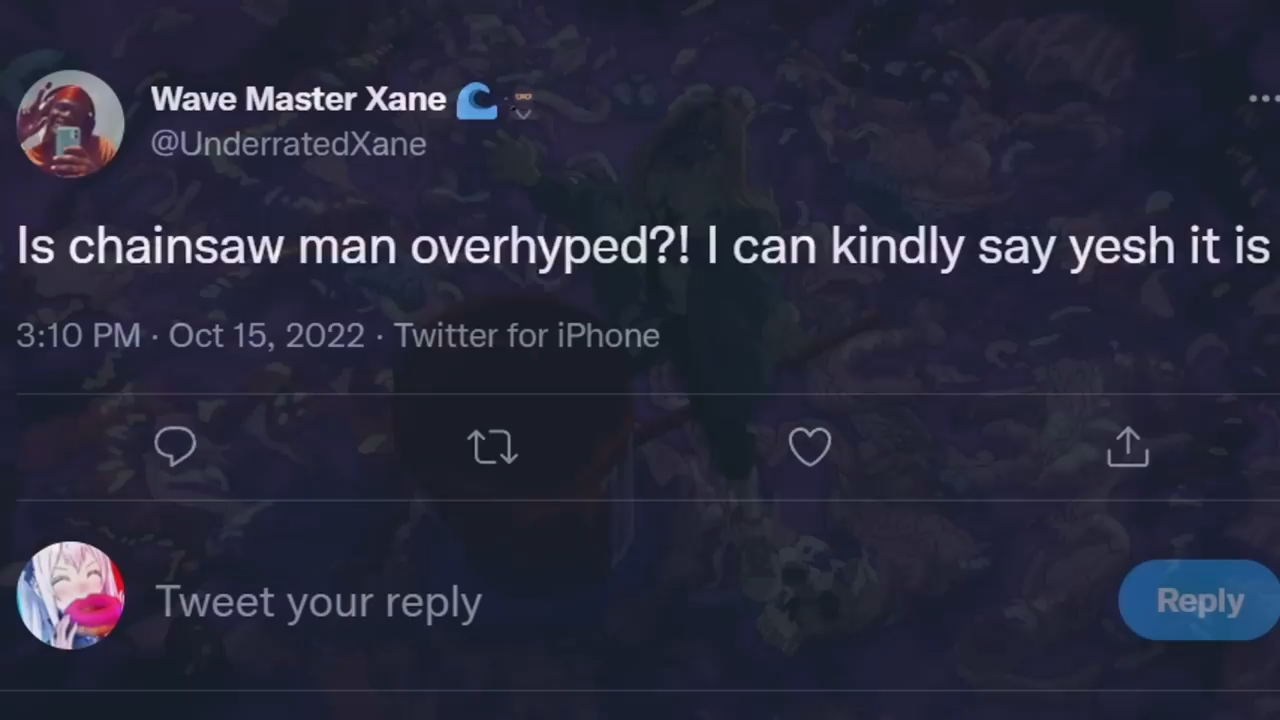 Wave Master Xane
@UnderratedXane
Is chainsaw man overhyped?! I can kindly say yesh it is
3:10 PM · Oct 15, 2022 · Twitter for iPhone
Tweet your reply
Reply